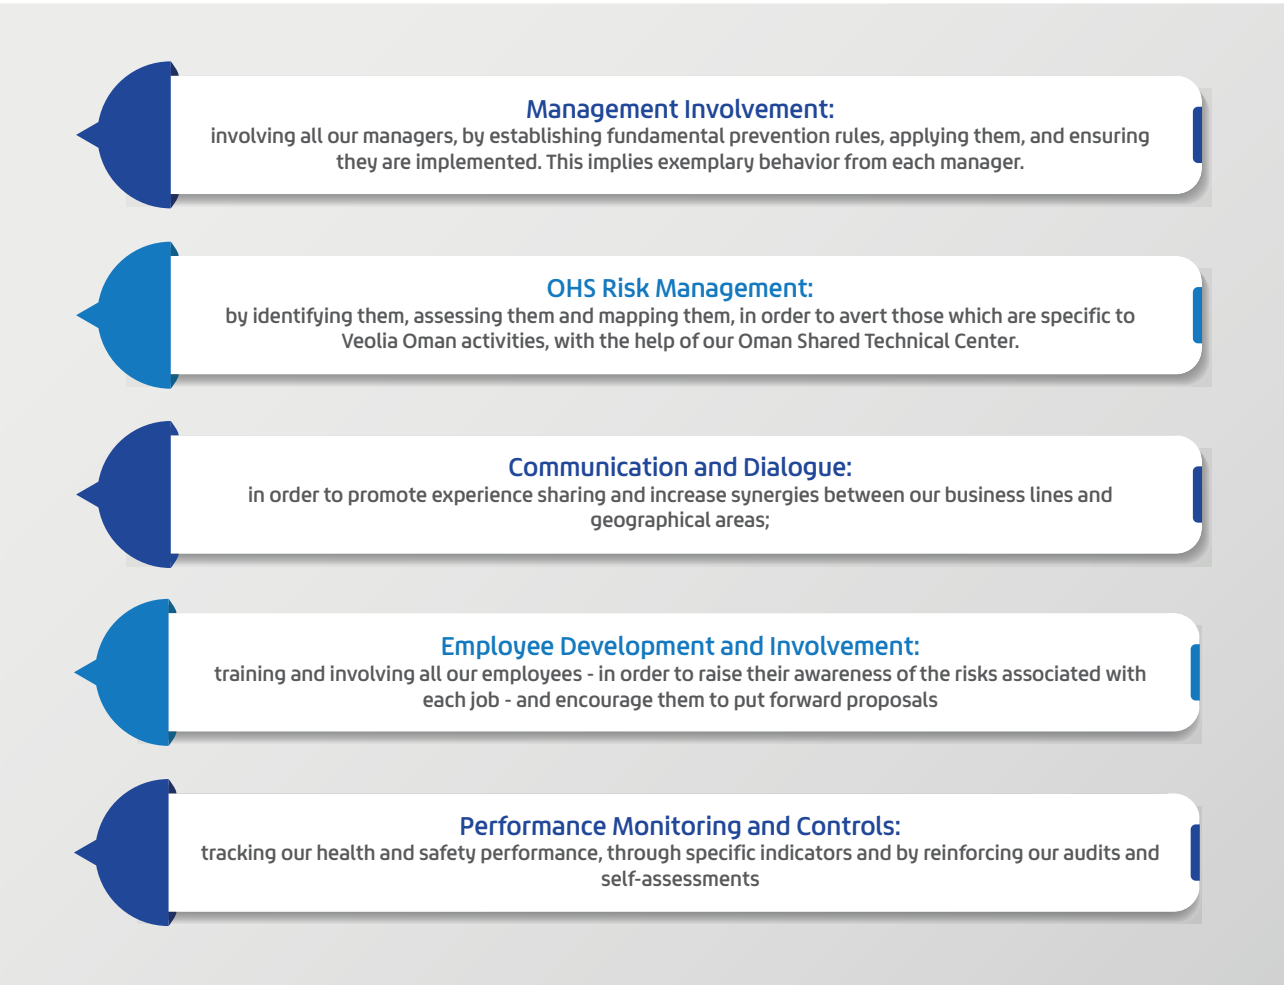 Management Involvement:
involving all our managers, by establishing fundamental prevention rules, applying them, and ensuring
they are implemented. This implies exemplary behavior from each manager.
OHS Risk Management:
by identifying them, assessing them and mapping them, in order to avert those which are specific to
Veolia Oman activities, with the help of our Oman Shared Technical Center.
Communication and Dialogue:
in order to promote experience sharing and increase synergies between our business lines and
geographical areas;
Employee Development and Involvement:
training and involving all our employees - in order to raise their awareness of the risks associated with
each job - and encourage them to put forward proposals
Performance Monitoring and Controls:
tracking our health and safety performance, through specific indicators and by reinforcing our audits and
self-assessments